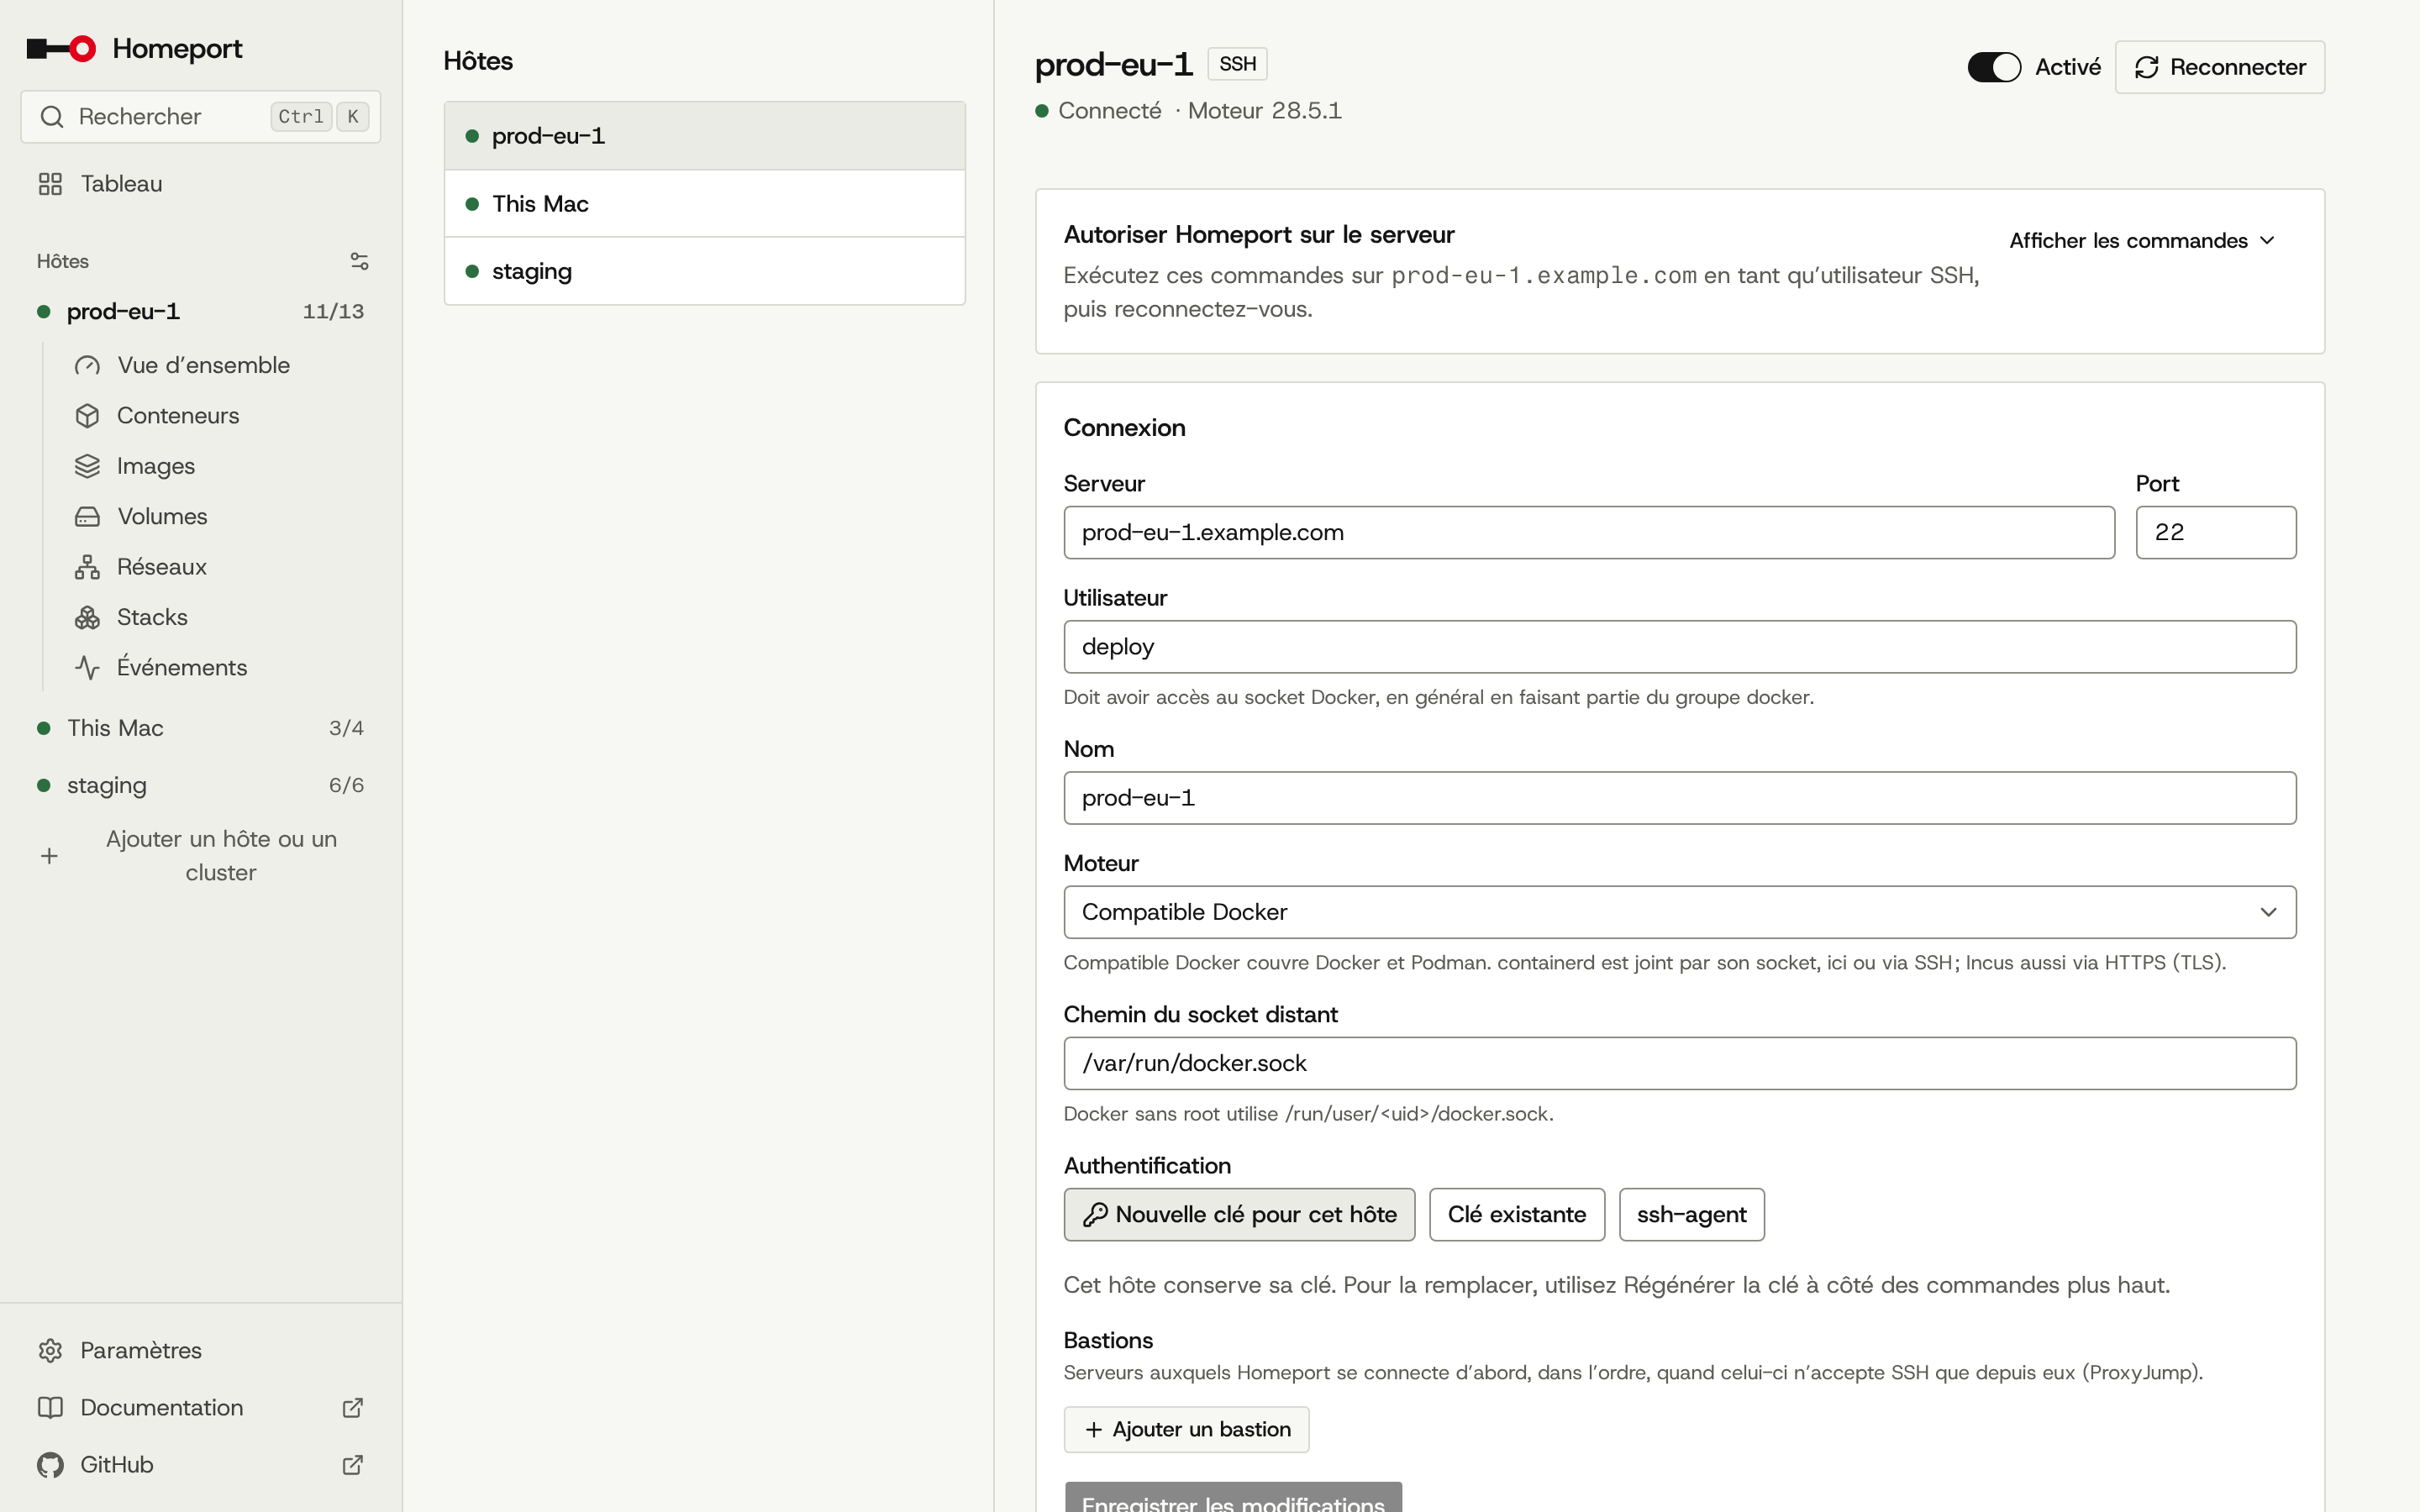 Homeport
Rechercher Ctrl K
Tableau
Hôtes
prod-eu-1 11/13
Vue d’ensemble
Conteneurs
Images
Volumes
Réseaux
Stacks
Événements
This Mac 3/4
staging 6/6
Ajouter un hôte ou un
cluster
Paramètres
Documentation
GitHub
Hôtes
prod-eu-1
This Mac
staging
prod-eu-1 SSH
Connecté · Moteur 28.5.1
Activé
Reconnecter
Autoriser Homeport sur le serveur
Afficher les commandes
Exécutez ces commandes sur prod-eu-1.example.com en tant qu’utilisateur SSH,
puis reconnectez-vous.
Connexion
Serveur Port
prod-eu-1.example.com 22
Utilisateur
deploy
Doit avoir accès au socket Docker, en général en faisant partie du groupe docker.
Nom
prod-eu-1
Moteur
Compatible Docker
Compatible Docker couvre Docker et Podman. containerd est joint par son socket, ici ou via SSH ; Incus aussi via HTTPS (TLS).
Chemin du socket distant
/var/run/docker.sock
Docker sans root utilise /run/user/<uid>/docker.sock.
Authentification
Nouvelle clé pour cet hôte Clé existante ssh-agent
Cet hôte conserve sa clé. Pour la remplacer, utilisez Régénérer la clé à côté des commandes plus haut.
Bastions
Serveurs auxquels Homeport se connecte d’abord, dans l’ordre, quand celui-ci n’accepte SSH que depuis eux (ProxyJump).
Ajouter un bastion
Enregistrer les modifications